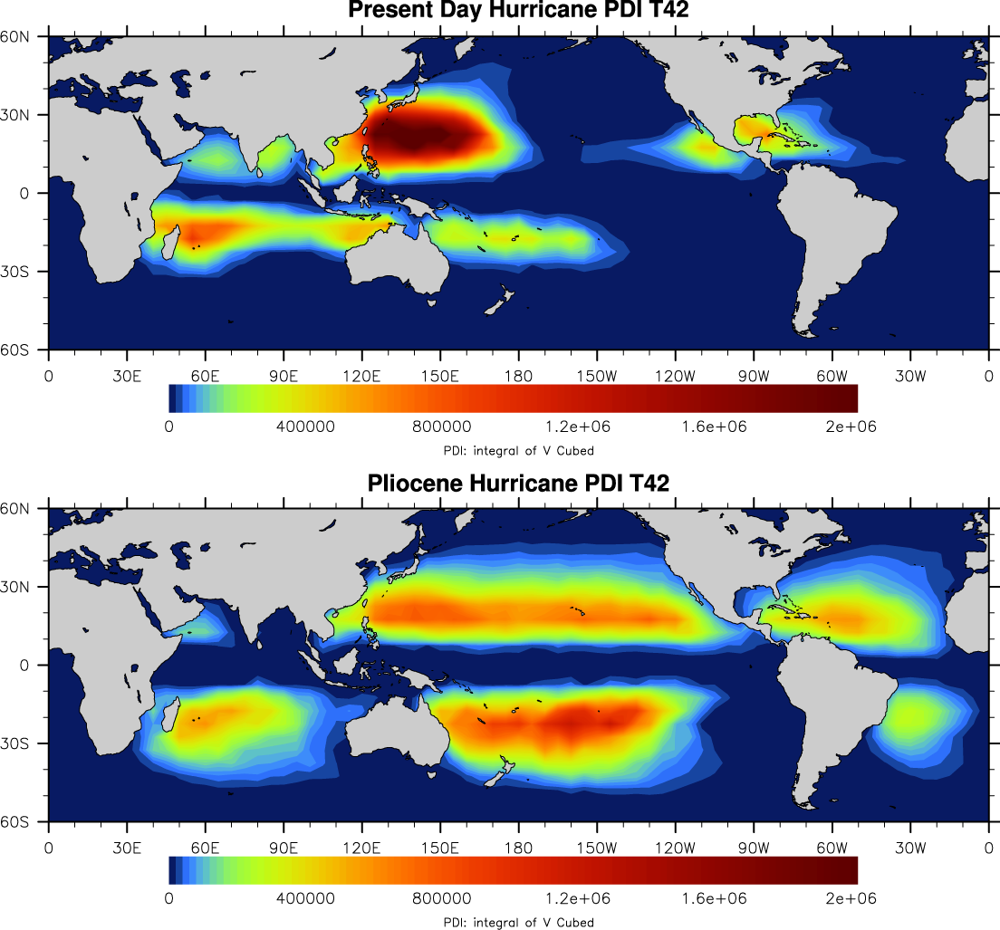 Present Day Hurricane PDI T42
60N
30N
0
30S
60S
0 30E 60E 90E 120E 150E 180 150W 120W 90W 60W 30W 0
0 400000 800000 1.2e+06 1.6e+06 2e+06
PDI: integral of V Cubed
Pliocene Hurricane PDI T42
60N
30N
0
30S
60S
0 30E 60E 90E 120E 150E 180 150W 120W 90W 60W 30W 0
0 400000 800000 1.2e+06 1.6e+06 2e+06
PDI: integral of V Cubed